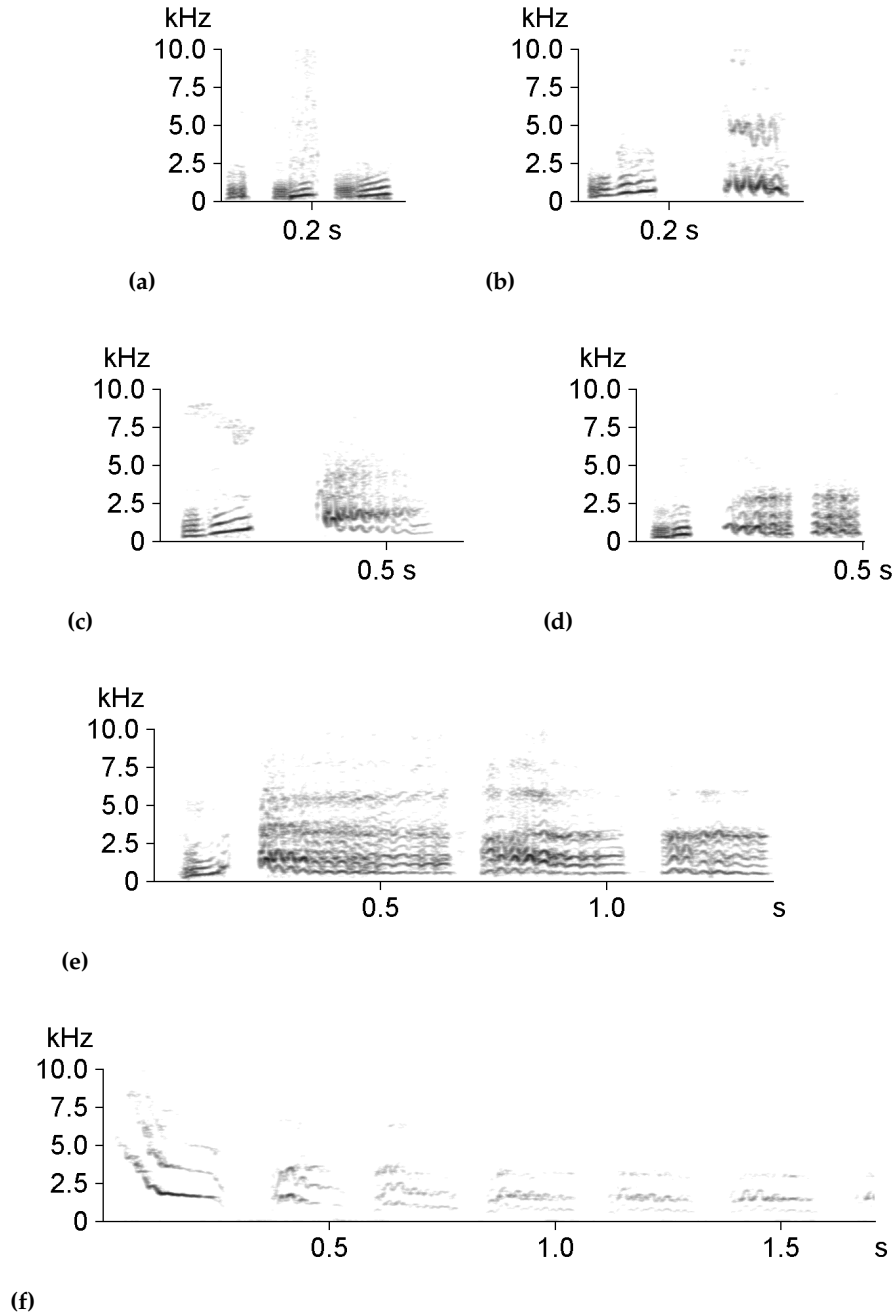 kHz kHz
10.0 10.0
7.5 7.5
5.0 5.0
2.5 2.5
0 0
0.2 s 0.2 s
(a) (b)
kHz kHz
10.0 10.0
7.5 7.5
5.0 5.0
2.5 2.5
0 0
0.5 s 0.5 s
(c) (d)
kHz
10.0
7.5
5.0
2.5
0
0.5 1.0 s
(e)
kHz
10.0
7.5
5.0
2.5
0
0.5 1.0 1.5 s
(f)